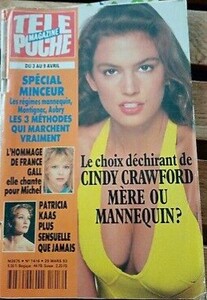 TELE
MAGAZINE
POCHE
DU 3 AU 9 AVRIL
SPÉCIAL
MINCEUR
Les régimes mannequin,
Montignac, Aubry
LES 3 MÉTHODES
QUI MARCHENT
VRAIMENT
L'HOMMAGE
DE FRANCE
GALL
elle chante
pour Michel
PATRICIA
KAAS
PLUS
SENSUELLE
QUE JAMAIS
Le choix déchirant de
CINDY CRAWFORD
MÈRE OU
MANNEQUIN?